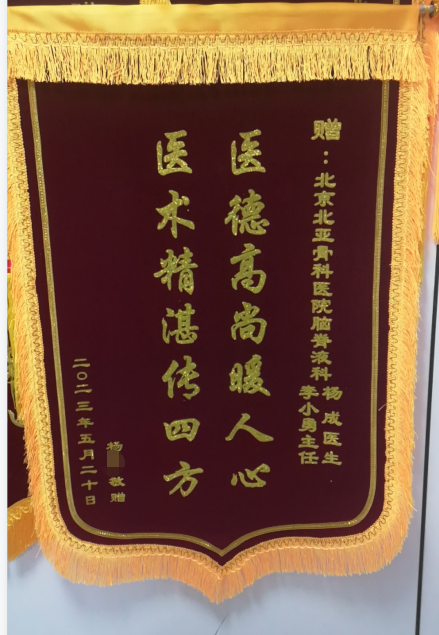 赠：北京北亚骨科医院脑脊液科
杨成医生
李小勇主任
医德高尚暖人心
医术精湛传四方
杨 敬赠
二〇二三年五月二十日